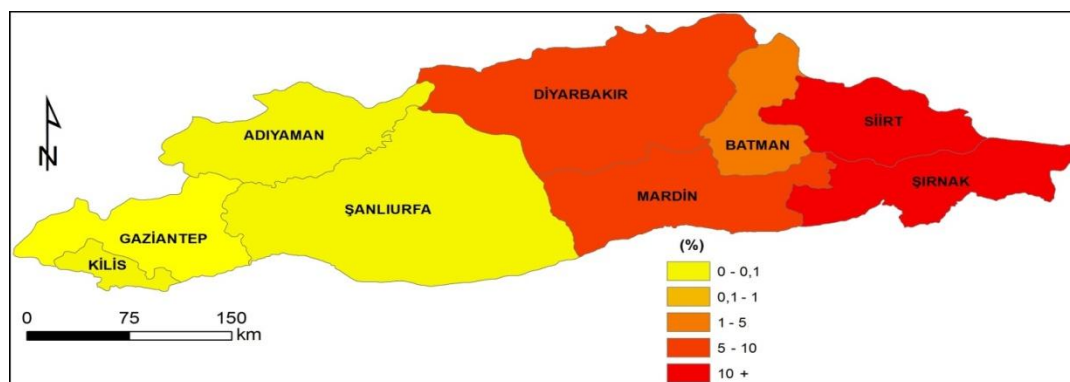 DİYARBAKIR
SİİRT
ADIYAMAN
BATMAN
ŞIRNAK
MARDİN
ŞANLIURFA
GAZİANTEP
KİLİS
N
(%)
0 - 0,1
0,1 - 1
1 - 5
5 - 10
10 +
0 75 150
km